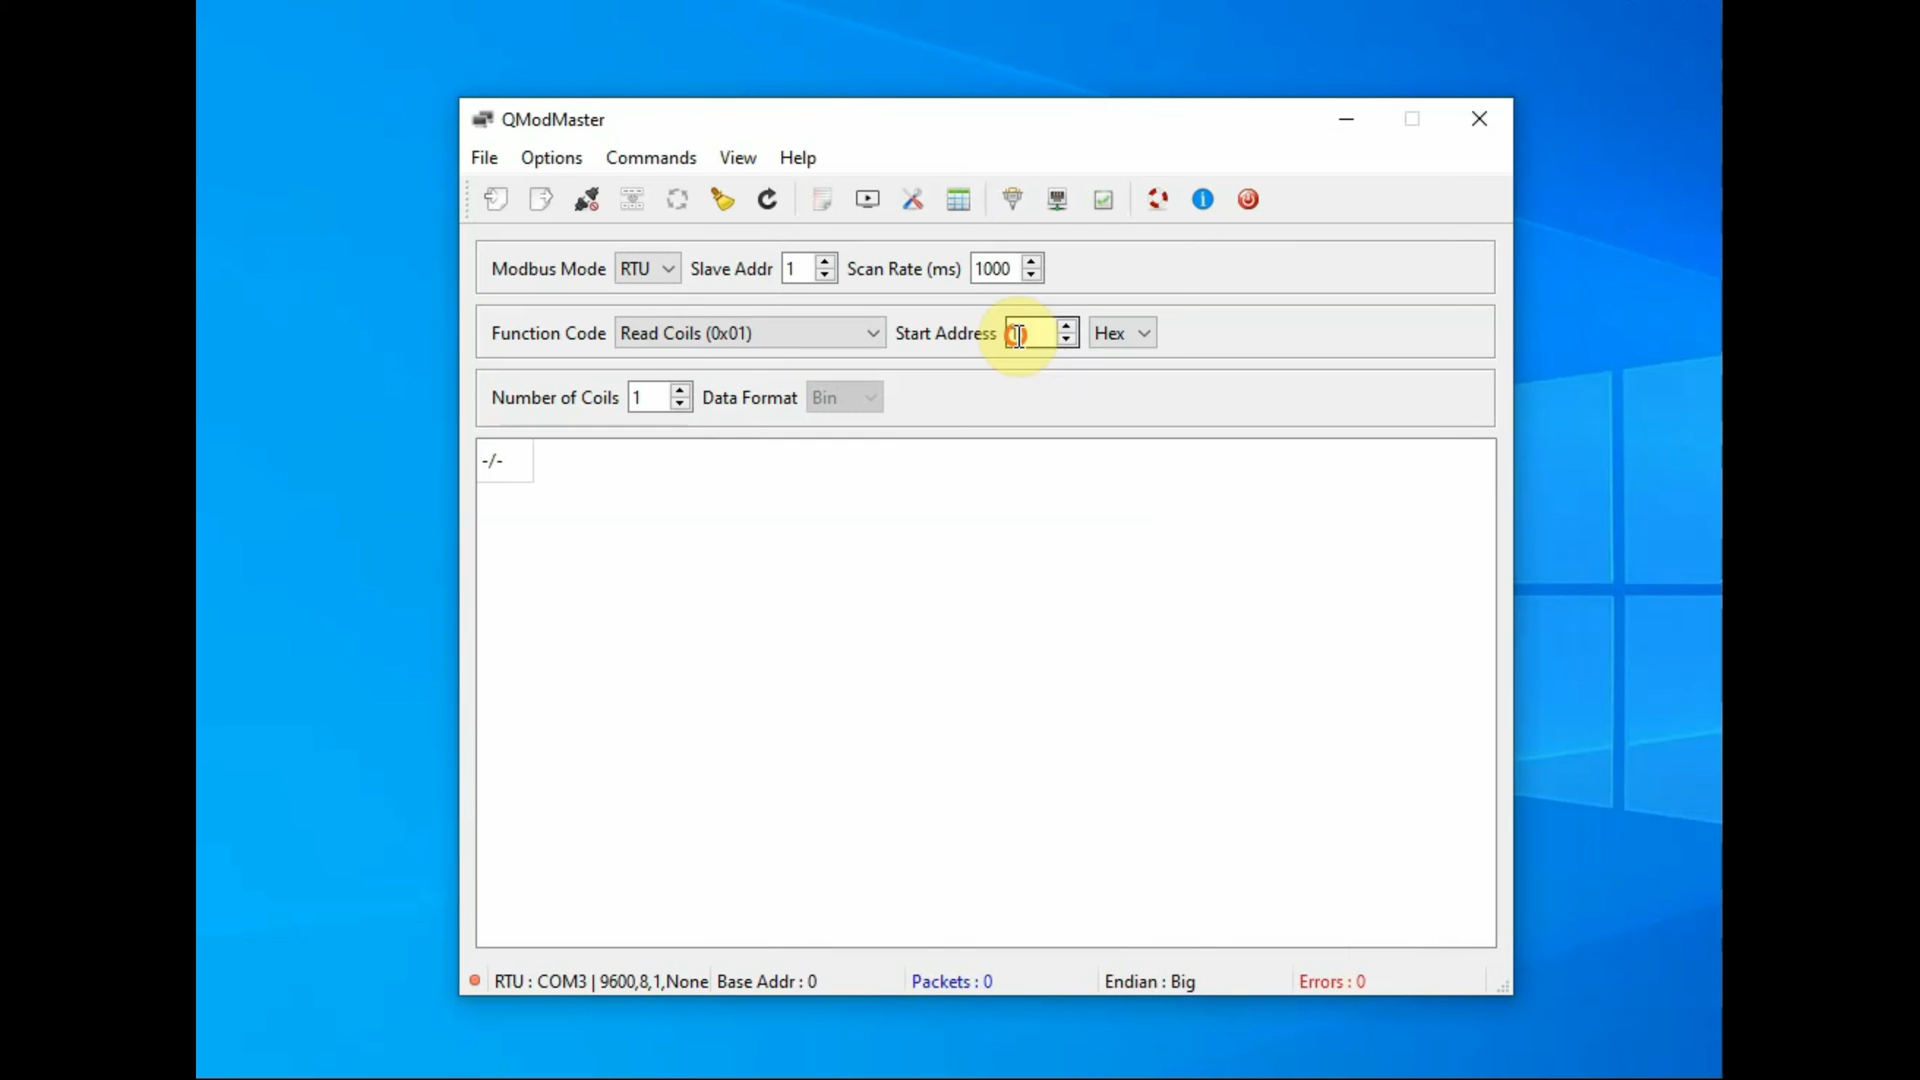 QModMaster
File Options Commands View Help
Modbus Mode RTU Slave Addr 1 Scan Rate (ms) 1000
Function Code Read Coils (0x01) Start Address Hex
Number of Coils 1 Data Format Bin
-/-
RTU : COM3 | 9600,8,1,None Base Addr : 0 Packets : 0 Endian : Big Errors : 0